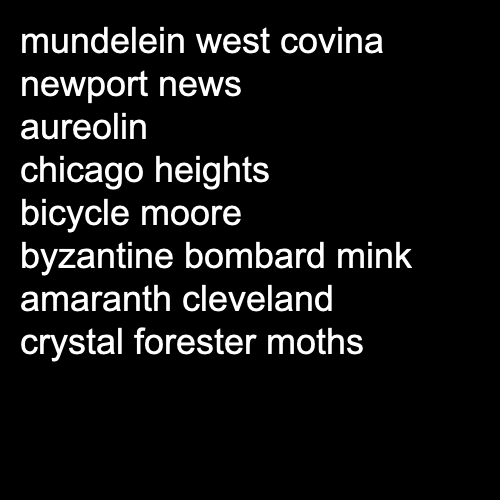 mundelein west covina
newport news
aureolin
chicago heights
bicycle moore
byzantine bombard mink
amaranth cleveland
crystal forester moths